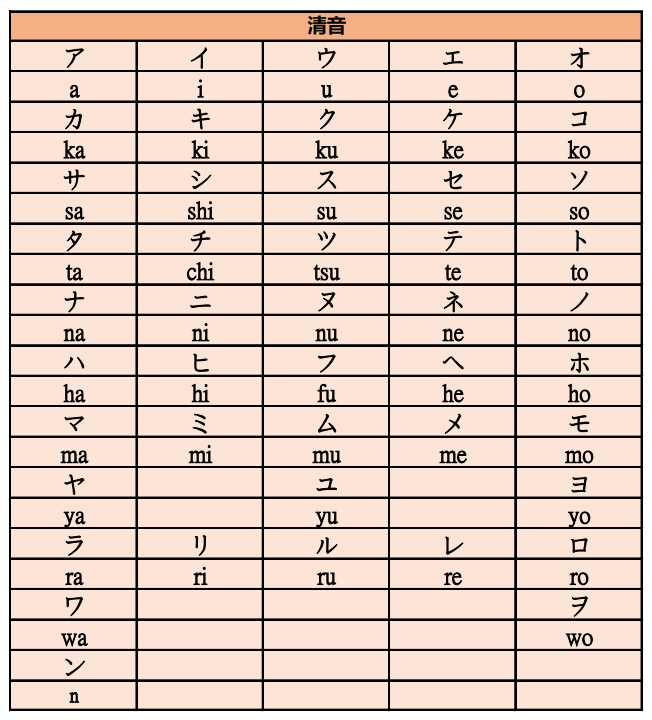 清音
ア イ ウ エ オ
a i u e o
カ キ ク ケ コ
ka ki ku ke ko
サ シ ス セ ソ
sa shi su se so
タ チ ツ テ ト
ta chi tsu te to
ナ ニ ヌ ネ ノ
na ni nu ne no
ハ ヒ フ ヘ ホ
ha hi fu he ho
マ ミ ム メ モ
ma mi mu me mo
ヤ ユ ヨ
ya yu yo
ラ リ ル レ ロ
ra ri ru re ro
ワ ヲ
wa wo
ン
n